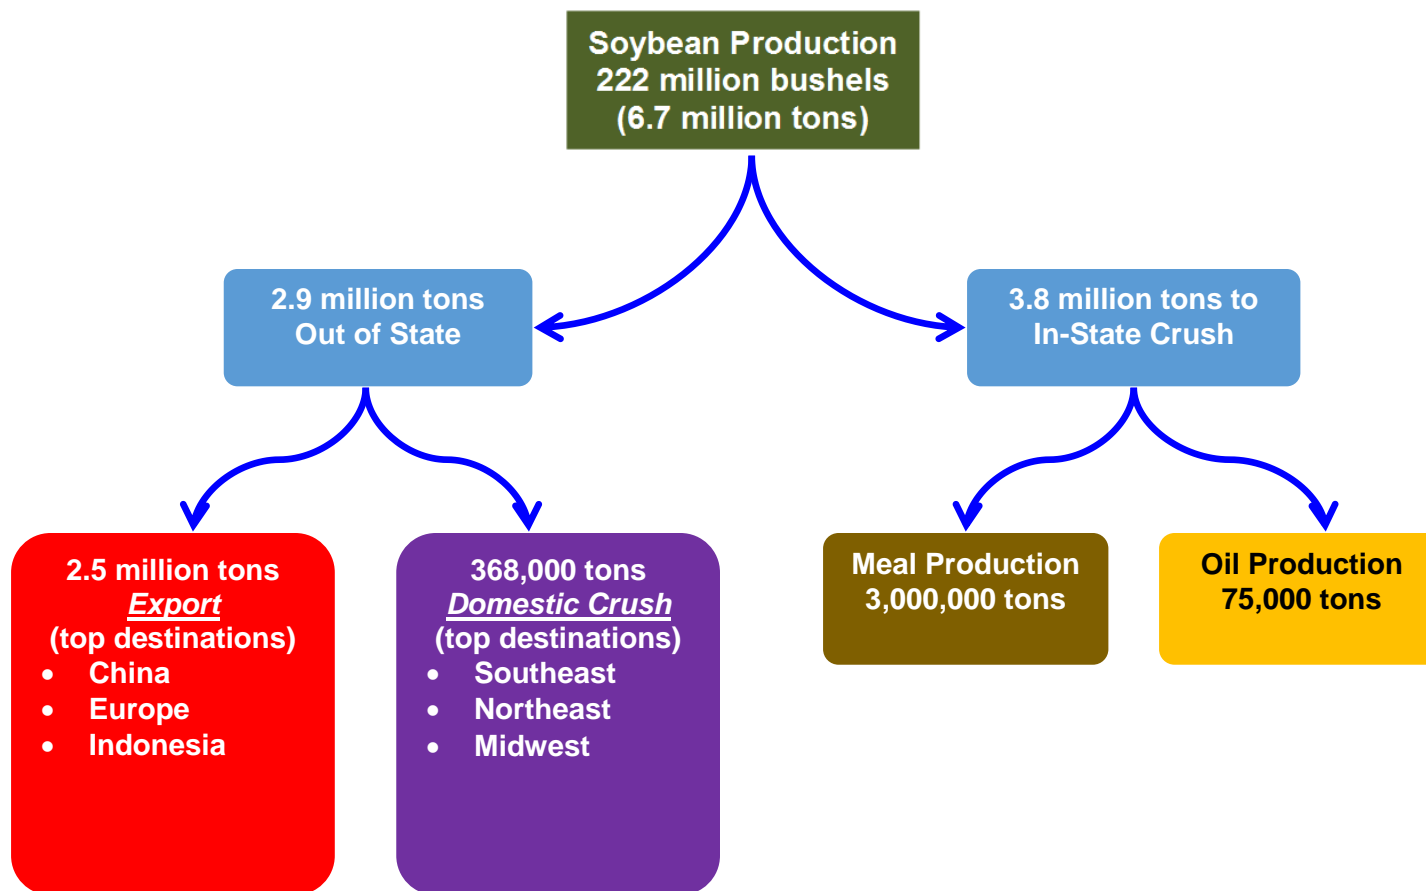 Soybean Production
222 million bushels
(6.7 million tons)
2.9 million tons
Out of State
3.8 million tons to
In-State Crush
2.5 million tons
Export
(top destinations)
• China
• Europe
• Indonesia
368,000 tons
Domestic Crush
(top destinations)
• Southeast
• Northeast
• Midwest
Meal Production
3,000,000 tons
Oil Production
75,000 tons